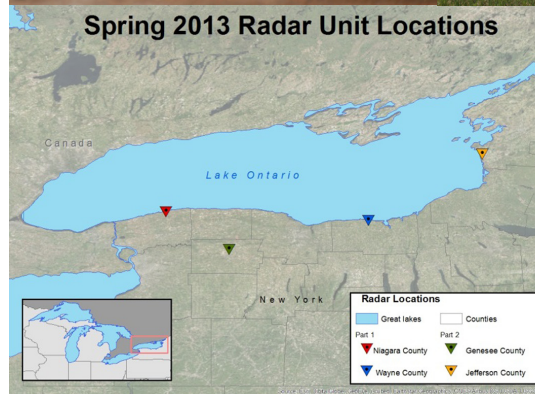 Spring 2013 Radar Unit Locations
Canada
Lake Ontario
New York
Radar Locations
Great lakes
Counties
Part 1
Part 2
Niagara County
Genesee County
Wayne County
Jefferson County